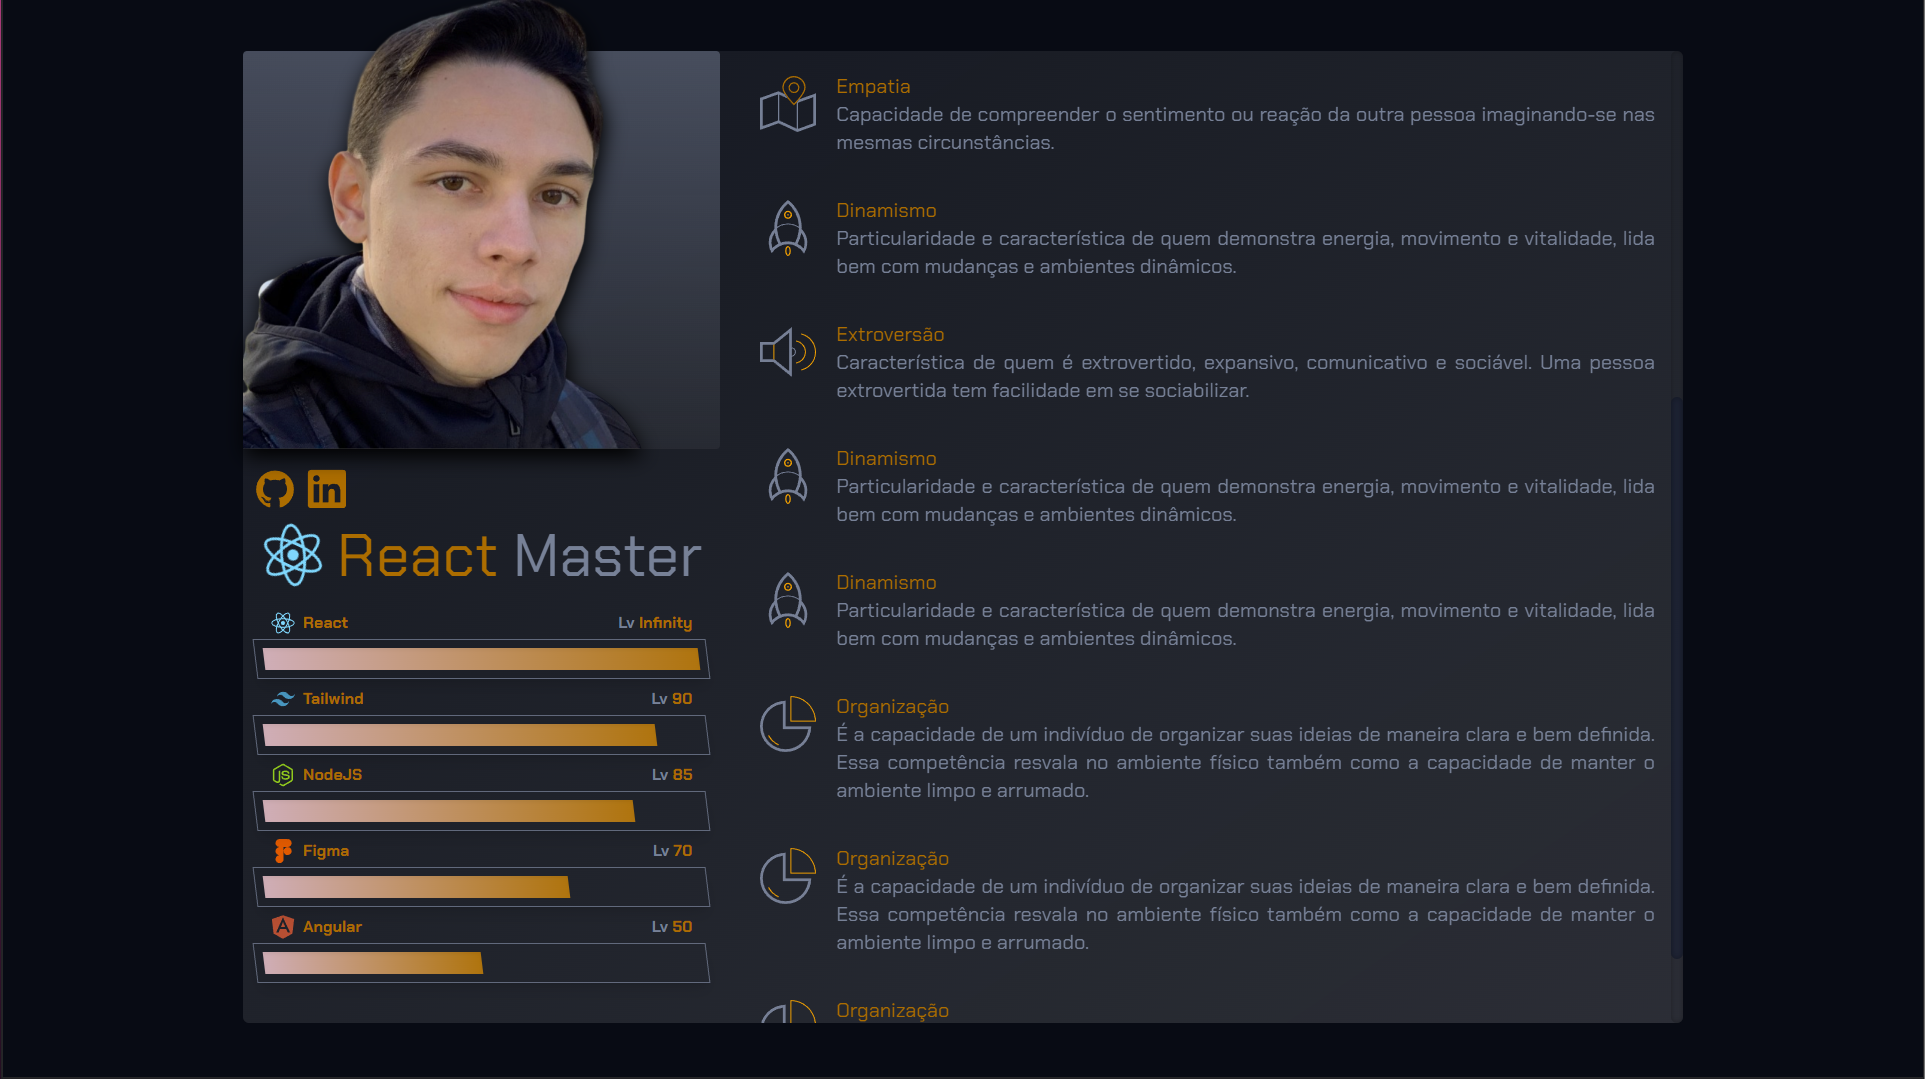 React Master
React Lv Infinity
Tailwind Lv 90
NodeJS Lv 85
Figma Lv 70
Angular Lv 50
Empatia
Capacidade de compreender o sentimento ou reação da outra pessoa imaginando-se nas
mesmas circunstâncias.
Dinamismo
Particularidade e característica de quem demonstra energia, movimento e vitalidade, lida
bem com mudanças e ambientes dinâmicos.
Extroversão
Característica de quem é extrovertido, expansivo, comunicativo e sociável. Uma pessoa
extrovertida tem facilidade em se sociabilizar.
Dinamismo
Particularidade e característica de quem demonstra energia, movimento e vitalidade, lida
bem com mudanças e ambientes dinâmicos.
Dinamismo
Particularidade e característica de quem demonstra energia, movimento e vitalidade, lida
bem com mudanças e ambientes dinâmicos.
Organização
É a capacidade de um indivíduo de organizar suas ideias de maneira clara e bem definida.
Essa competência resvala no ambiente físico também como a capacidade de manter o
ambiente limpo e arrumado.
Organização
É a capacidade de um indivíduo de organizar suas ideias de maneira clara e bem definida.
Essa competência resvala no ambiente físico também como a capacidade de manter o
ambiente limpo e arrumado.
Organização